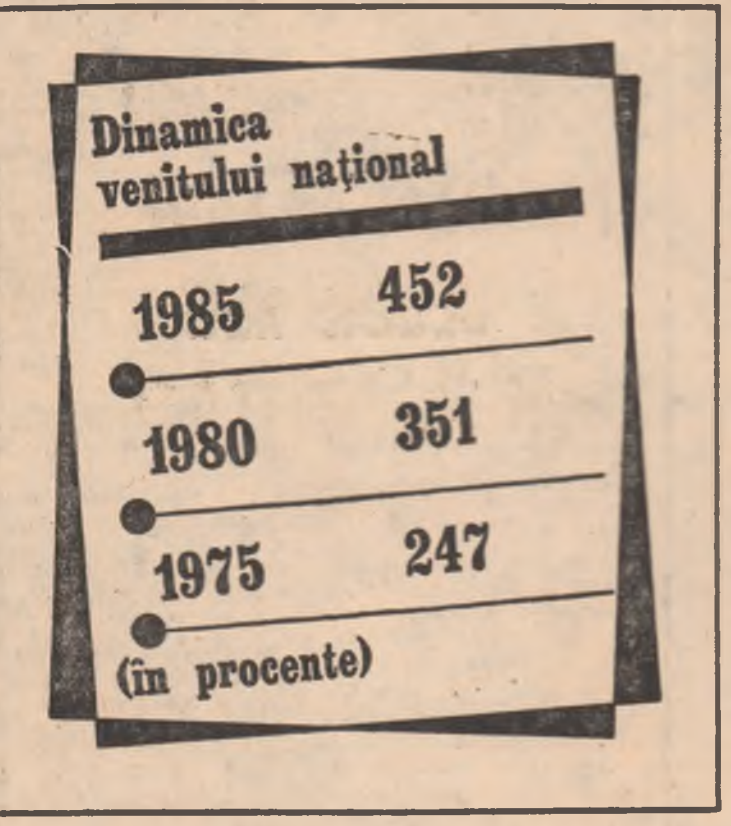 Dinamica
venitului național
1985 452
1980 351
1975 247
(în procente)